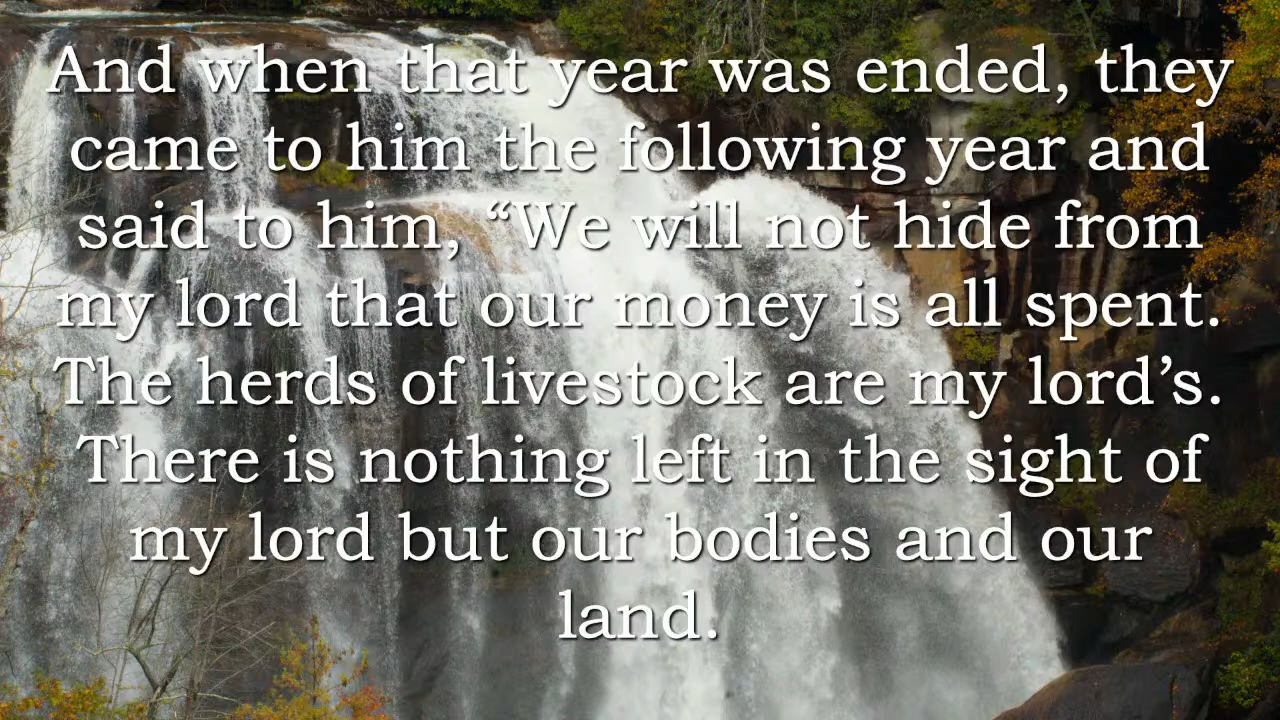 And when that year was ended, they
came to him the following year and
said to him, “We will not hide from
my lord that our money is all spent.
The herds of livestock are my lord’s.
There is nothing left in the sight of
my lord but our bodies and our
land.